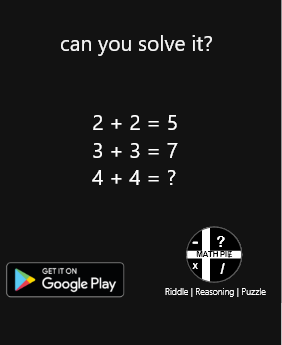 can you solve it?
2 + 2 = 5
3 + 3 = 7
4 + 4 = ?
- ?
MATH PIE
x /
GET IT ON
Google Play
Riddle | Reasoning | Puzzle